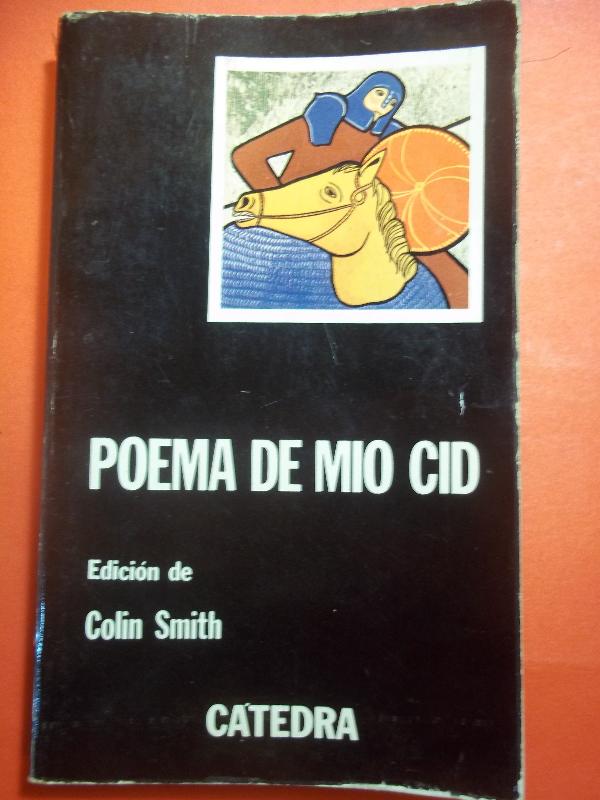 POEMA DE MIO CID
Edición de
Colin Smith
CÁTEDRA